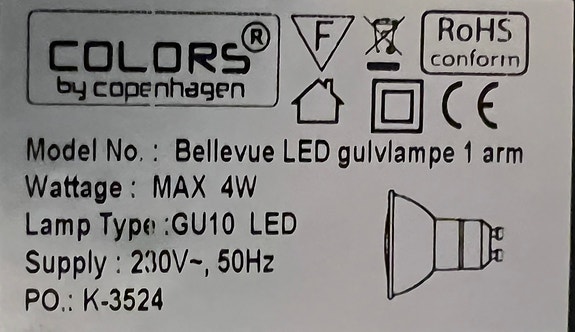 COLORS®
by copenhagen
F
RoHS
conform
CE
Model No. : Bellevue LED gulvlampe 1 arm
Wattage : MAX 4W
Lamp Type :GU10 LED
Supply : 230V~, 50Hz
PO.: K-3524